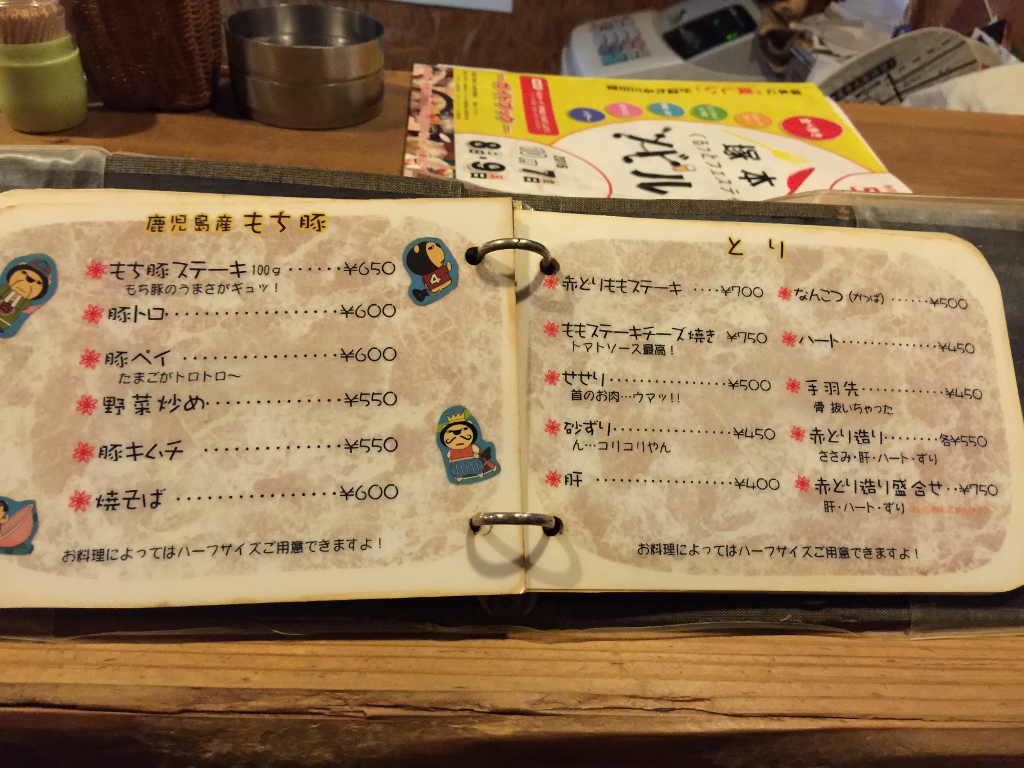 塚本
バル
2016
10 7
8 9
鹿児島産 もち豚
もち豚ステーキ 100g ······¥650
もち豚のうまさがギュッ!
豚トロ··················¥600
豚ペイ ················¥600
たまごがトロトロ〜
野菜炒め··············¥550
豚キムチ ··············¥550
焼そば ················¥600
お料理によってはハーフサイズご用意できますよ!
とり
赤どりももステーキ ····¥700
ももステーキチーズ焼き ¥750
トマトソース最高!
せせり··············¥500
首のお肉…ウマッ!!
砂ずり··············¥450
ん…コリコリやん
肝 ················¥400
なんこつ (かっぱ) ······¥500
ハート··············¥450
手羽先··············¥450
骨 抜いちゃった
赤どり造り·······各¥550
ささみ・肝・ハート・ずり
赤どり造り盛合せ··¥750
肝・ハート・ずり
お料理によってはハーフサイズご用意できますよ!
4